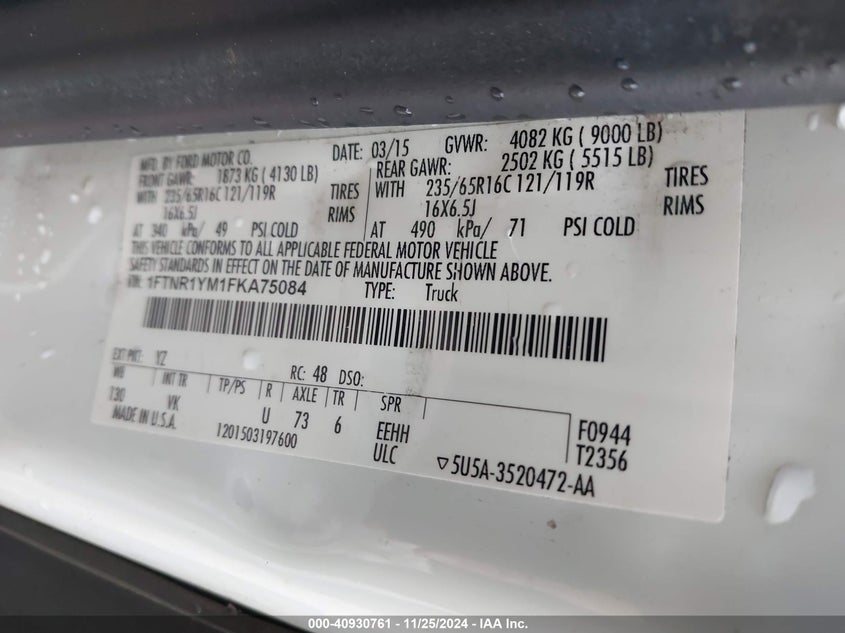 MFD. BY FORD MOTOR CO.
DATE: 03/15 GVWR: 4082 KG ( 9000 LB)
FRONT GAWR: 1873 KG ( 4130 LB) REAR GAWR: 2502 KG ( 5515 LB)
WITH 235/65R16C 121/119R TIRES WITH 235/65R16C 121/119R TIRES
16X6.5J RIMS 16X6.5J RIMS
AT 340 kPa/ 49 PSI COLD AT 490 kPa/ 71 PSI COLD
THIS VEHICLE CONFORMS TO ALL APPLICABLE FEDERAL MOTOR VEHICLE
SAFETY STANDARDS IN EFFECT ON THE DATE OF MANUFACTURE SHOWN ABOVE.
VIN: 1FTNR1YM1FKA75084 TYPE: Truck
EXT PNT: YZ RC: 48 DSO:
WB INT TR TP/PS R AXLE TR SPR
130 VK U 73 6 EEHH F0944
MADE IN U.S.A. 1201503197600 ULC T2356
▽5U5A-3520472-AA
000-40930761 - 11/25/2024 - IAA Inc.